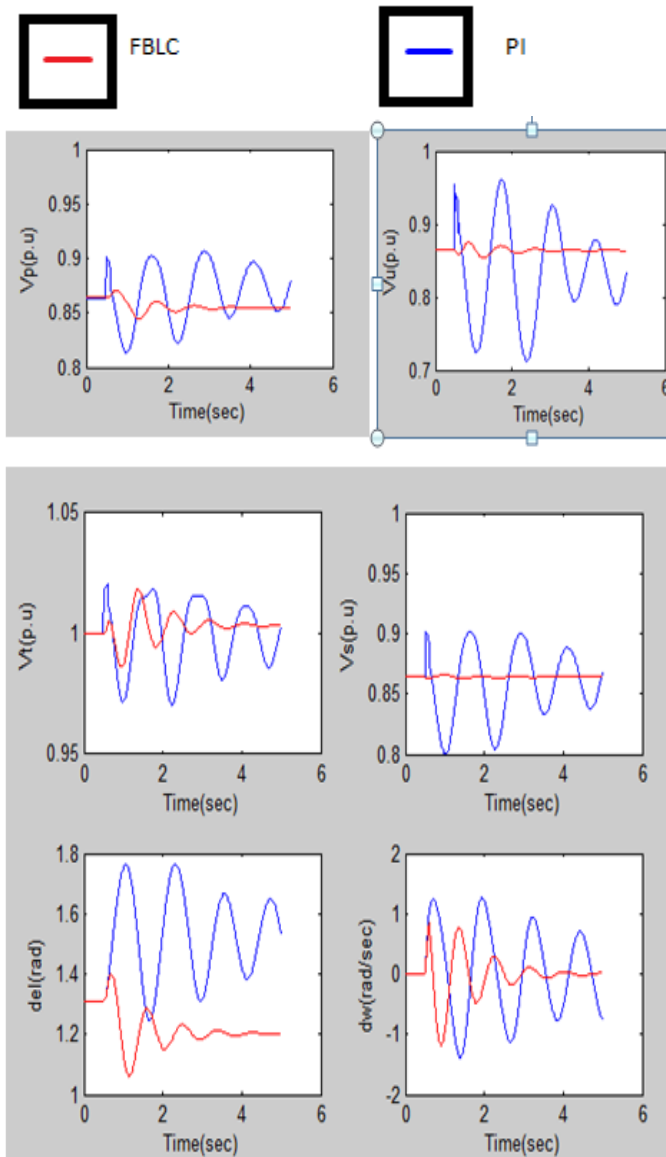 FBLC
PI
1
0.95
0.9
0.85
0.8
Vp(p.u)
0 2 4 6
Time(sec)
1
0.9
0.8
0.7
Vu(p.u)
0 2 4 6
Time(sec)
1.05
1
0.95
Vt(p.u)
0 2 4 6
Time(sec)
1
0.95
0.9
0.85
0.8
Vs(p.u)
0 2 4 6
Time(sec)
1.8
1.6
1.4
1.2
1
del(rad)
0 2 4 6
Time(sec)
2
1
0
-1
-2
dw(rad/sec)
0 2 4 6
Time(sec)